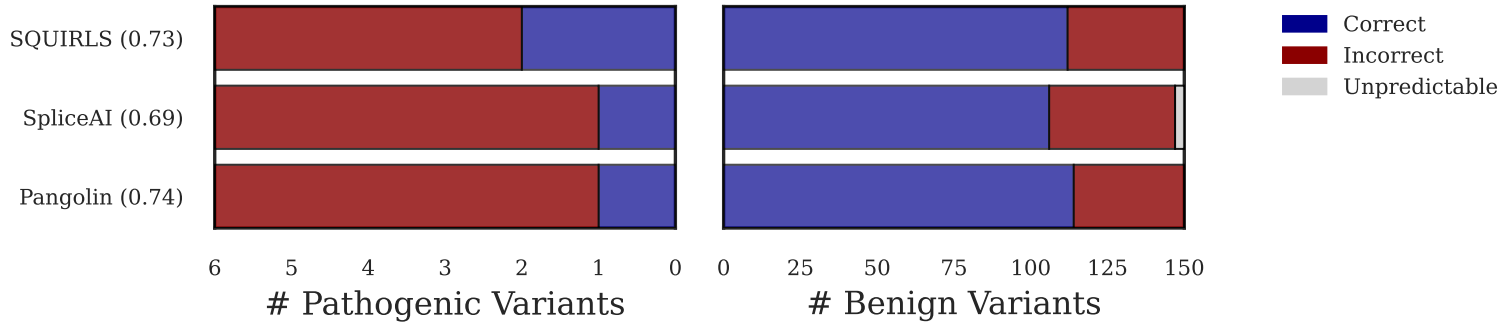 SQUIRLS (0.73)
SpliceAI (0.69)
Pangolin (0.74)
6 5 4 3 2 1 0
# Pathogenic Variants
0 25 50 75 100 125 150
# Benign Variants
Correct
Incorrect
Unpredictable